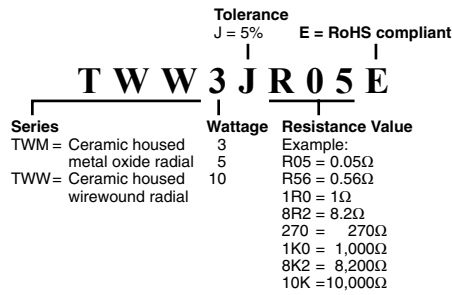 Tolerance
J = 5%
E = RoHS compliant
T W W 3 J R 0 5 E
Series
TWM = Ceramic housed
metal oxide radial
TWW = Ceramic housed
wirewound radial
Wattage
3
5
10
Resistance Value
Example:
R05 = 0.05Ω
R56 = 0.56Ω
1R0 = 1Ω
8R2 = 8.2Ω
270 = 270Ω
1K0 = 1,000Ω
8K2 = 8,200Ω
10K =10,000Ω